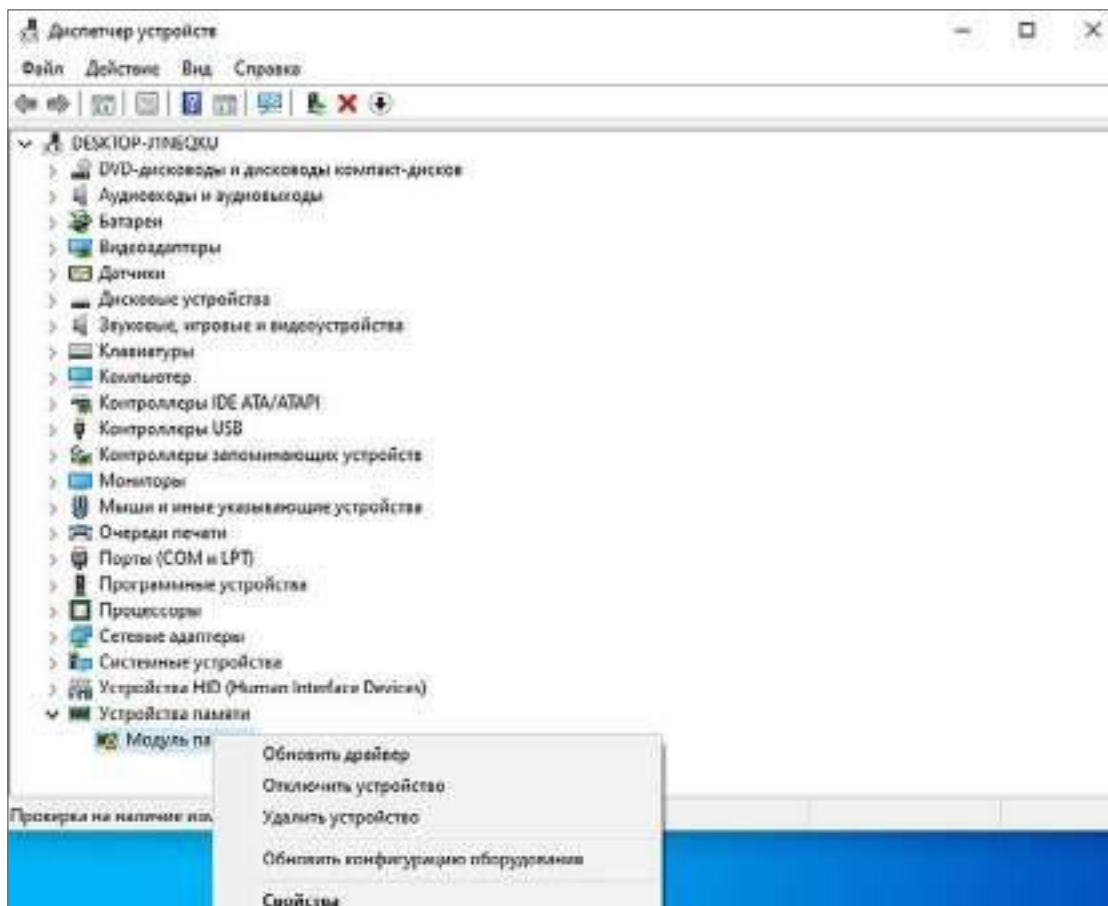 Диспетчер устройств
Файл Действие Вид Справка
DESKTOP-J1NEQKU
DVD-дисководы и дисководы компакт-дисков
Аудиовходы и аудиовыходы
Батареи
Видеоадаптеры
Датчики
Дисковые устройства
Звуковые, игровые и видеоустройства
Клавиатуры
Компьютер
Контроллеры IDE ATA/ATAPI
Контроллеры USB
Контроллеры запоминающих устройств
Мониторы
Мыши и иные указывающие устройства
Очереди печати
Порты (COM и LPT)
Программные устройства
Процессоры
Сетевые адаптеры
Системные устройства
Устройства HID (Human Interface Devices)
Устройства памяти
Модуль па
Обновить драйвер
Отключить устройство
Удалить устройство
Проверка на наличие изм
Обновить конфигурацию оборудования
Свойства